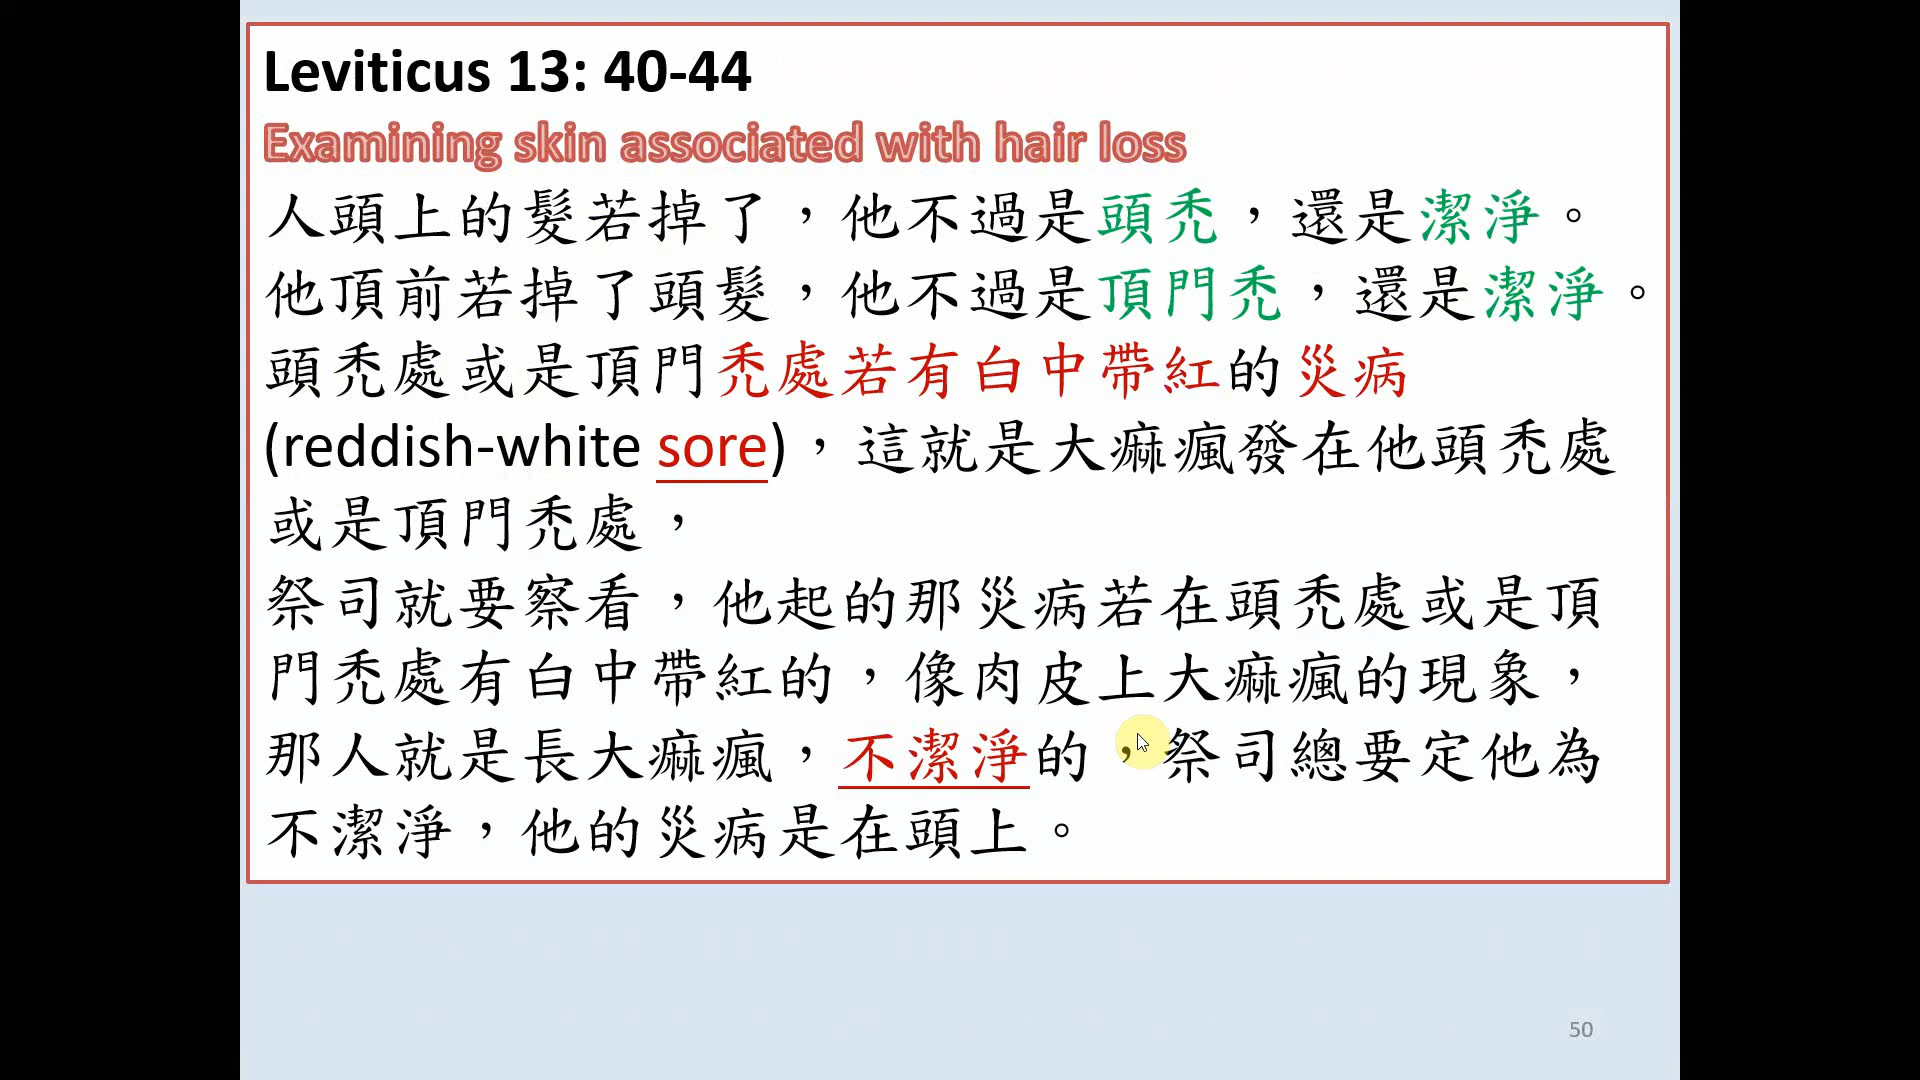 Leviticus 13: 40-44
Examining skin associated with hair loss
人頭上的髮若掉了，他不過是頭禿，還是潔淨。
他頂前若掉了頭髮，他不過是頂門禿，還是潔淨。
頭禿處或是頂門禿處若有白中帶紅的災病
(reddish-white sore)，這就是大痲瘋發在他頭禿處
或是頂門禿處，
祭司就要察看，他起的那災病若在頭禿處或是頂
門禿處有白中帶紅的，像肉皮上大痲瘋的現象，
那人就是長大痲瘋，不潔淨的，祭司總要定他為
不潔淨，他的災病是在頭上。
50